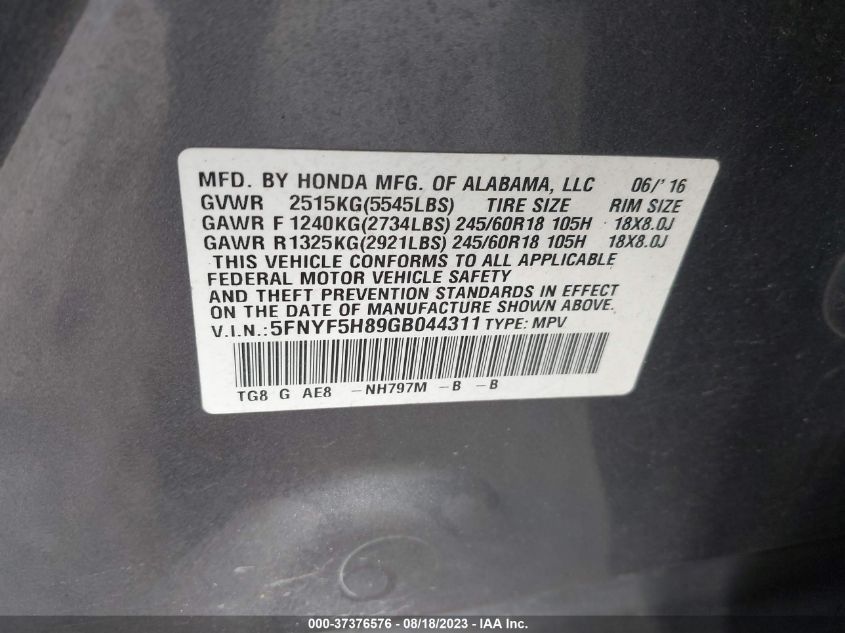 MFD. BY HONDA MFG. OF ALABAMA, LLC 06/'16
GVWR 2515KG(5545LBS) TIRE SIZE RIM SIZE
GAWR F 1240KG(2734LBS) 245/60R18 105H 18X8.0J
GAWR R1325KG(2921LBS) 245/60R18 105H 18X8.0J
THIS VEHICLE CONFORMS TO ALL APPLICABLE
FEDERAL MOTOR VEHICLE SAFETY
AND THEFT PREVENTION STANDARDS IN EFFECT
ON THE DATE OF MANUFACTURE SHOWN ABOVE.
V.I.N.:5FNYF5H89GB044311 TYPE: MPV
TG8 G AE8 -NH797M -B -B
000-37376576 - 08/18/2023 - IAA Inc.